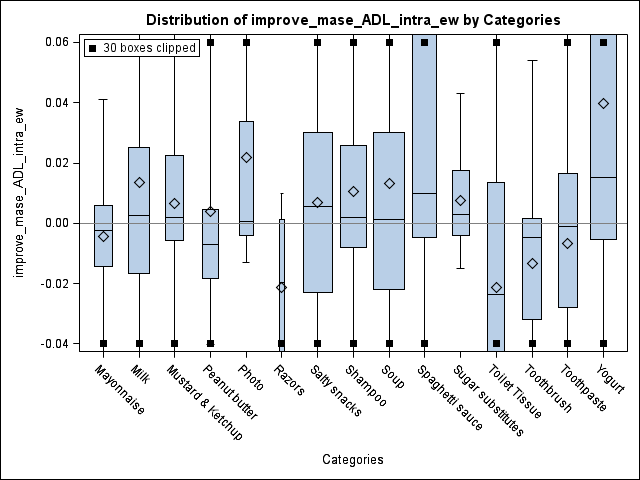 Distribution of improve_mase_ADL_intra_ew by Categories
30 boxes clipped
improve_mase_ADL_intra_ew
0.06
0.04
0.02
0.00
-0.02
-0.04
Mayonnaise
Milk
Mustard & Ketchup
Peanut butter
Photo
Razors
Salty snacks
Shampoo
Soup
Spaghetti sauce
Sugar substitutes
Toilet Tissue
Toothbrush
Toothpaste
Yogurt
Categories